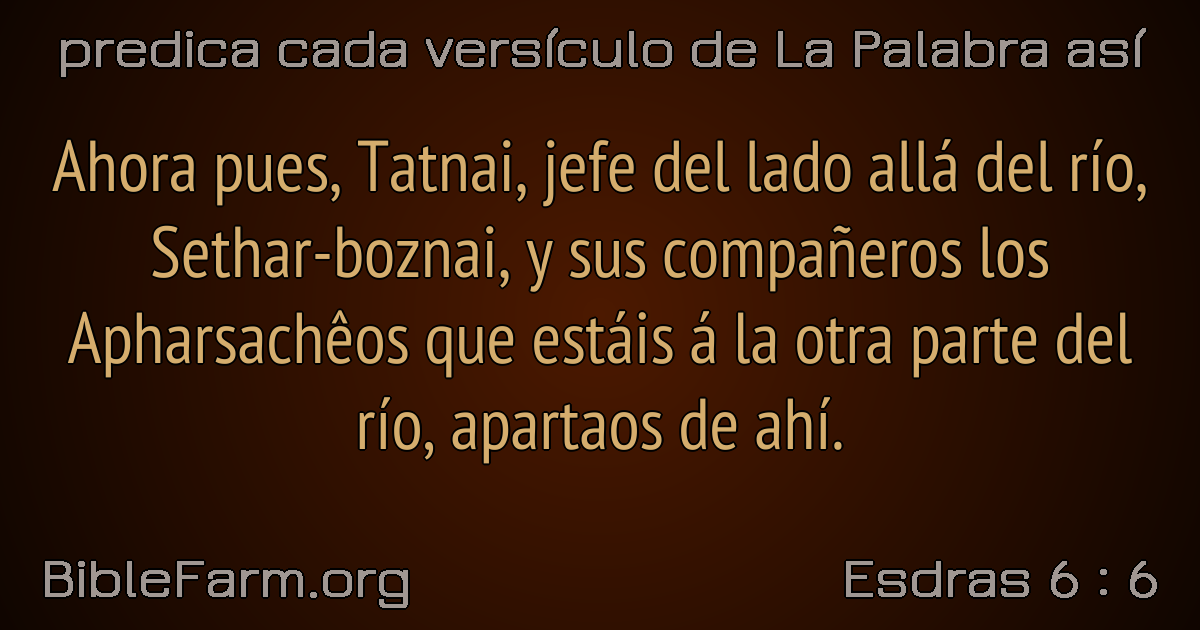 predica cada versículo de La Palabra así
Ahora pues, Tatnai, jefe del lado allá del río,
Sethar-boznai, y sus compañeros los
Apharsachêos que estáis á la otra parte del
río, apartaos de ahí.
BibleFarm.org
Esdras 6 : 6